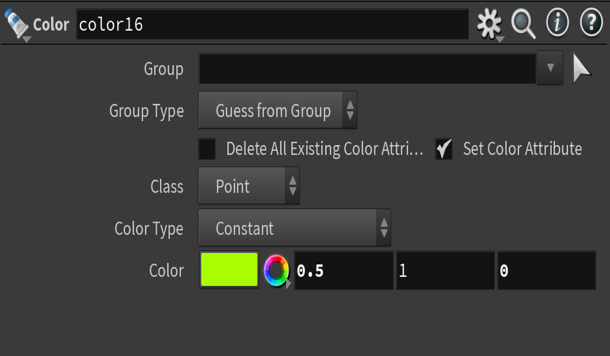 Color color16
Group
Group Type Guess from Group
Delete All Existing Color Attri... Set Color Attribute
Class Point
Color Type Constant
Color 0.5 1 0